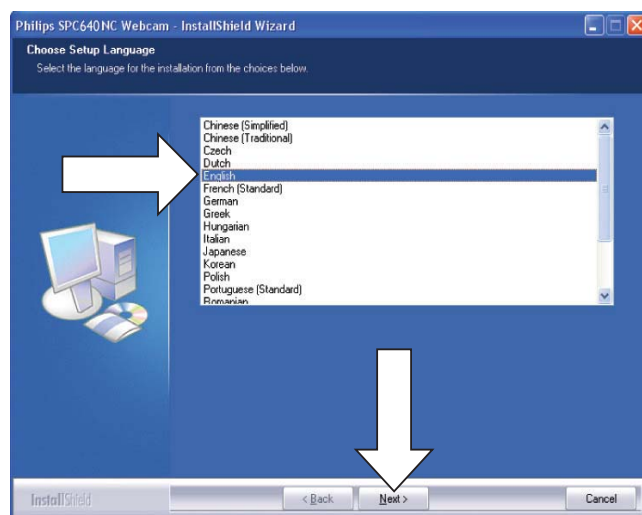 Philips SPC640NC Webcam - InstallShield Wizard
Choose Setup Language
Select the language for the installation from the choices below.
Chinese (Simplified)
Chinese (Traditional)
Czech
Dutch
English
French (Standard)
German
Greek
Hungarian
Italian
Japanese
Korean
Polish
Portuguese (Standard)
Romanian
InstallShield
< Back
Next >
Cancel